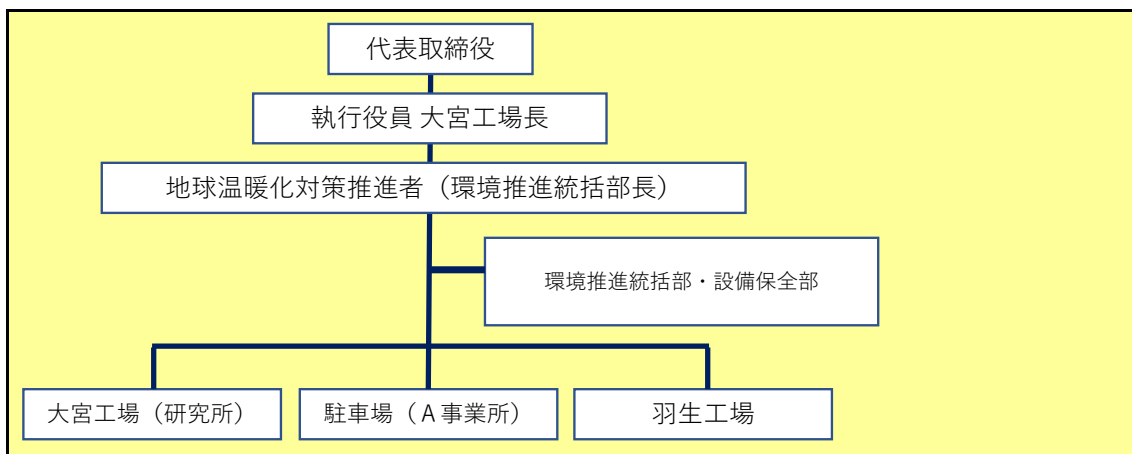 代表取締役
執行役員 大宮工場長
地球温暖化対策推進者（環境推進統括部長）
環境推進統括部・設備保全部
大宮工場（研究所）
駐車場（Ａ事業所）
羽生工場